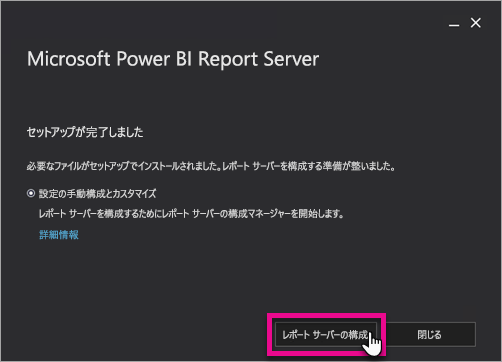 Microsoft Power BI Report Server
セットアップが完了しました
必要なファイルがセットアップでインストールされました。レポート サーバーを構成する準備が整いました。
設定の手動構成とカスタマイズ
レポート サーバーを構成するためにレポート サーバーの構成マネージャーを開始します。
詳細情報
レポート サーバーの構成
閉じる